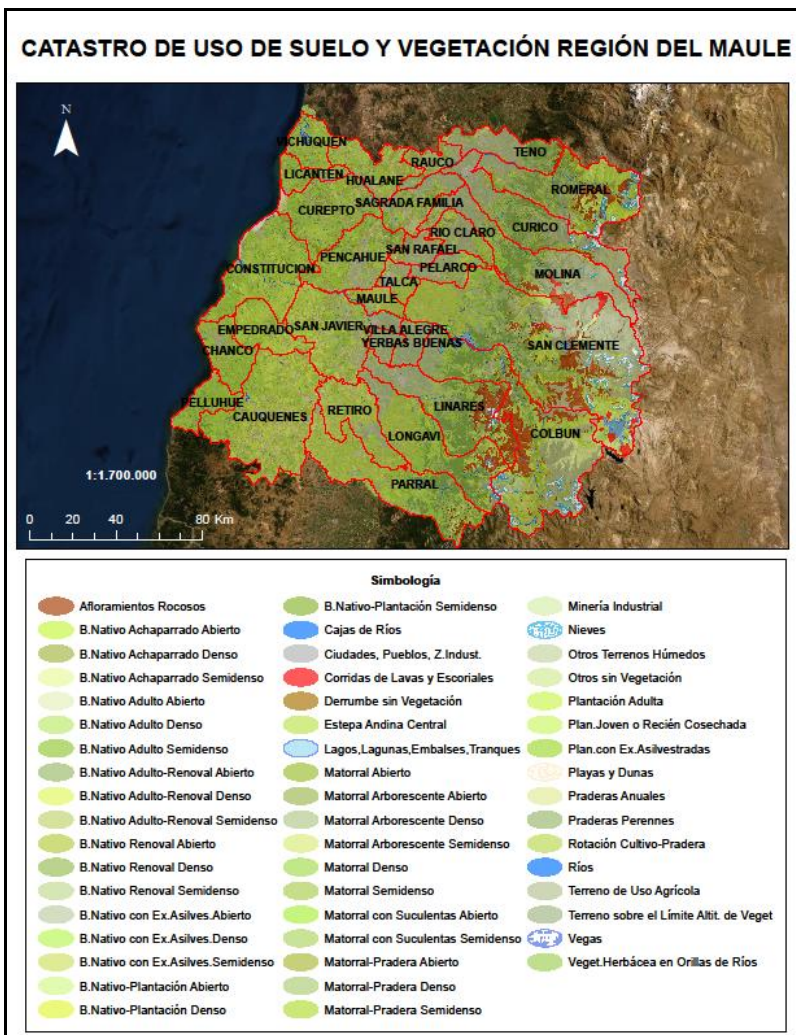 CATASTRO DE USO DE SUELO Y VEGETACIÓN REGIÓN DEL MAULE
N
VICHUQUEN
TENO
RAUCO
LICANTEN
HUALANE
ROMERAL
CUREPTO
SAGRADA FAMILIA
RIO CLARO
CURICO
SAN RAFAEL
PENCAHUE
PELARCO
CONSTITUCION
MOLINA
TALCA
MAULE
EMPEDRADO
SAN JAVIER
VILLA ALEGRE
YERBAS BUENAS
SAN CLEMENTE
CHANCO
PELLUHUE
CAUQUENES
RETIRO
LINARES
LONGAVI
COLBUN
PARRAL
1:1.700.000
0 20 40 80 Km
Simbología
Afloramientos Rocosos
B.Nativo Achaparrado Abierto
B.Nativo Achaparrado Denso
B.Nativo Achaparrado Semidenso
B.Nativo Adulto Abierto
B.Nativo Adulto Denso
B.Nativo Adulto Semidenso
B.Nativo Adulto-Renoval Abierto
B.Nativo Adulto-Renoval Denso
B.Nativo Adulto-Renoval Semidenso
B.Nativo Renoval Abierto
B.Nativo Renoval Denso
B.Nativo Renoval Semidenso
B.Nativo con Ex.Asilves.Abierto
B.Nativo con Ex.Asilves.Denso
B.Nativo con Ex.Asilves.Semidenso
B.Nativo-Plantación Abierto
B.Nativo-Plantación Denso
B.Nativo-Plantación Semidenso
Cajas de Ríos
Ciudades, Pueblos, Z.Indust.
Corridas de Lavas y Escoriales
Derrumbe sin Vegetación
Estepa Andina Central
Lagos,Lagunas,Embalses,Tranques
Matorral Abierto
Matorral Arborescente Abierto
Matorral Arborescente Denso
Matorral Arborescente Semidenso
Matorral Denso
Matorral Semidenso
Matorral con Suculentas Abierto
Matorral con Suculentas Semidenso
Matorral-Pradera Abierto
Matorral-Pradera Denso
Matorral-Pradera Semidenso
Minería Industrial
Nieves
Otros Terrenos Húmedos
Otros sin Vegetación
Plantación Adulta
Plan.Joven o Recién Cosechada
Plan.con Ex.Asilvestradas
Playas y Dunas
Praderas Anuales
Praderas Perennes
Rotación Cultivo-Pradera
Ríos
Terreno de Uso Agrícola
Terreno sobre el Límite Altit. de Veget
Vegas
Veget.Herbácea en Orillas de Ríos